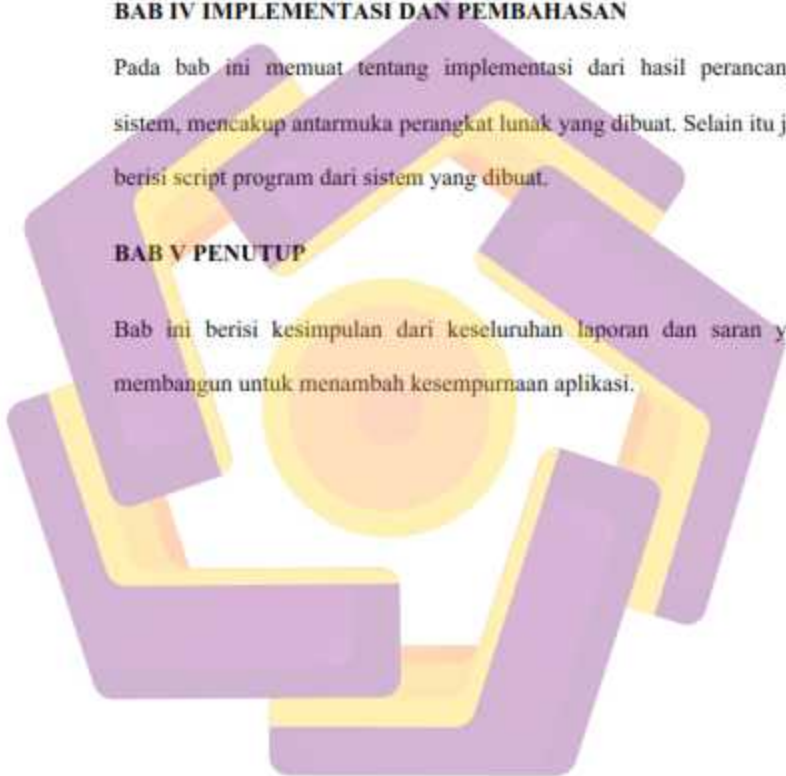 BAB IV IMPLEMENTASI DAN PEMBAHASAN
Pada bab ini memuat tentang implementasi dari hasil perancan
sistem, mencakup antarmuka perangkat lunak yang dibuat. Selain itu j
berisi script program dari sistem yang dibuat.
BAB V PENUTUP
Bab ini berisi kesimpulan dari keseluruhan laporan dan saran y
membangun untuk menambah kesempurnaan aplikasi.